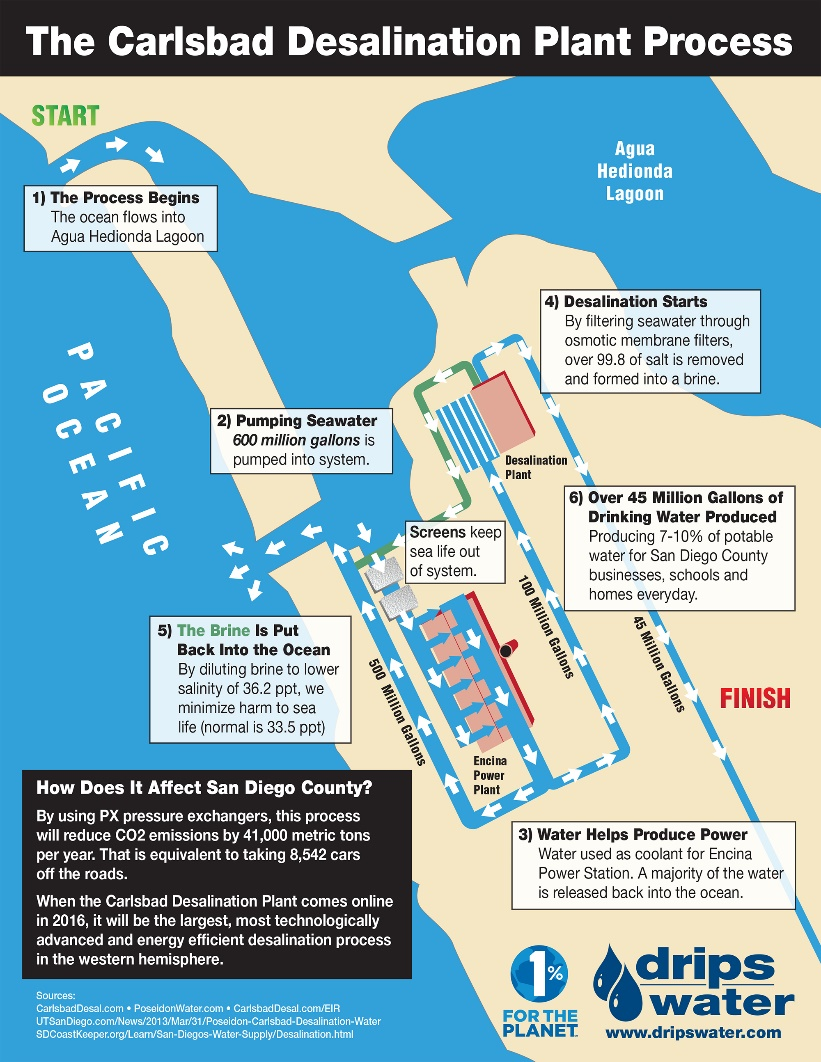 The Carlsbad Desalination Plant Process
START
Agua
Hedionda
Lagoon
1) The Process Begins
The ocean flows into
Agua Hedionda Lagoon
PACIFIC
OCEAN
2) Pumping Seawater
600 million gallons is
pumped into system.
4) Desalination Starts
By filtering seawater through
osmotic membrane filters,
over 99.8 of salt is removed
and formed into a brine.
Desalination
Plant
Screens keep
sea life out
of system.
6) Over 45 Million Gallons of
Drinking Water Produced
Producing 7-10% of potable
water for San Diego County
businesses, schools and
homes everyday.
5) The Brine Is Put
Back Into the Ocean
By diluting brine to lower
salinity of 36.2 ppt, we
minimize harm to sea
life (normal is 33.5 ppt)
500 Million Gallons
100 Million Gallons
45 Million Gallons
FINISH
Encina
Power
Plant
3) Water Helps Produce Power
Water used as coolant for Encina
Power Station. A majority of the water
is released back into the ocean.
How Does It Affect San Diego County?
By using PX pressure exchangers, this process
will reduce CO2 emissions by 41,000 metric tons
per year. That is equivalent to taking 8,542 cars
off the roads.
When the Carlsbad Desalination Plant comes online
in 2016, it will be the largest, most technologically
advanced and energy efficient desalination process
in the western hemisphere.
Sources:
CarlsbadDesal.com • PoseidonWater.com • CarlsbadDesal.com/EIR
UTSanDiego.com/News/2013/Mar/31/Poseidon-Carlsbad-Desalination-Water
SDCoastKeeper.org/Learn/San-Diegos-Water-Supply/Desalination.html
1%
FOR THE
PLANET
drips
water
www.dripswater.com